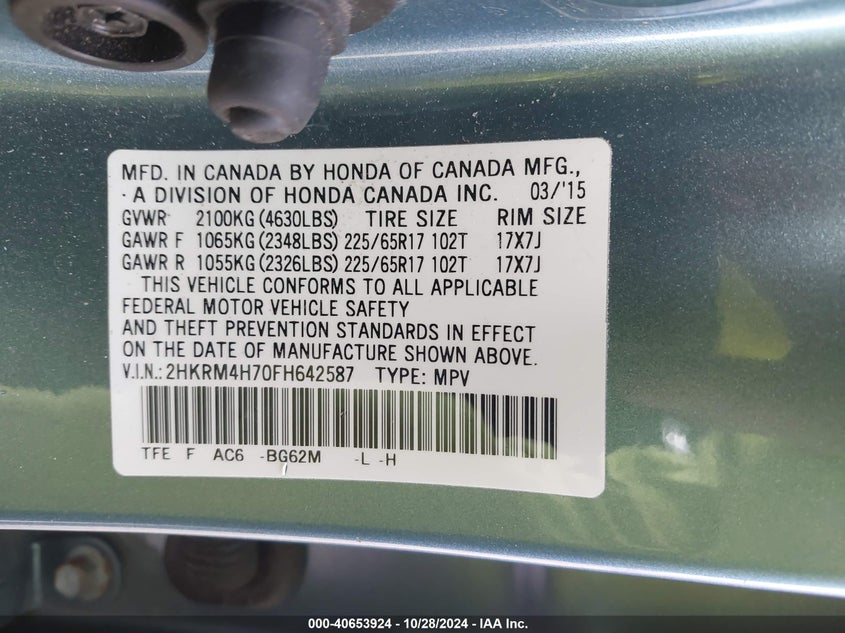 MFD. IN CANADA BY HONDA OF CANADA MFG.,
A DIVISION OF HONDA CANADA INC. 03/'15
GVWR 2100KG (4630LBS) TIRE SIZE RIM SIZE
GAWR F 1065KG (2348LBS) 225/65R17 102T 17X7J
GAWR R 1055KG (2326LBS) 225/65R17 102T 17X7J
THIS VEHICLE CONFORMS TO ALL APPLICABLE
FEDERAL MOTOR VEHICLE SAFETY
AND THEFT PREVENTION STANDARDS IN EFFECT
ON THE DATE OF MANUFACTURE SHOWN ABOVE.
V.I.N.: 2HKRM4H70FH642587 TYPE: MPV
TFE F AC6 -BG62M -L -H
000-40653924 - 10/28/2024 - IAA Inc.